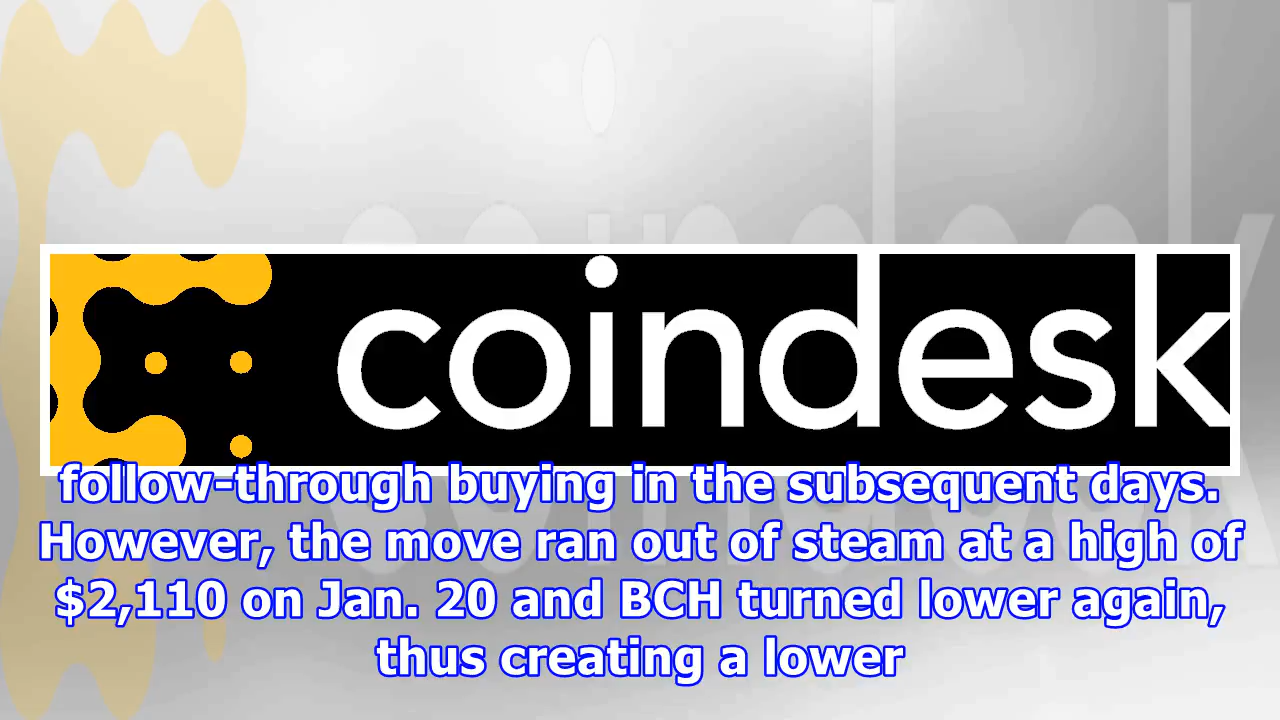 coindesk
follow-through buying in the subsequent days.
However, the move ran out of steam at a high of
$2,110 on Jan. 20 and BCH turned lower again,
thus creating a lower